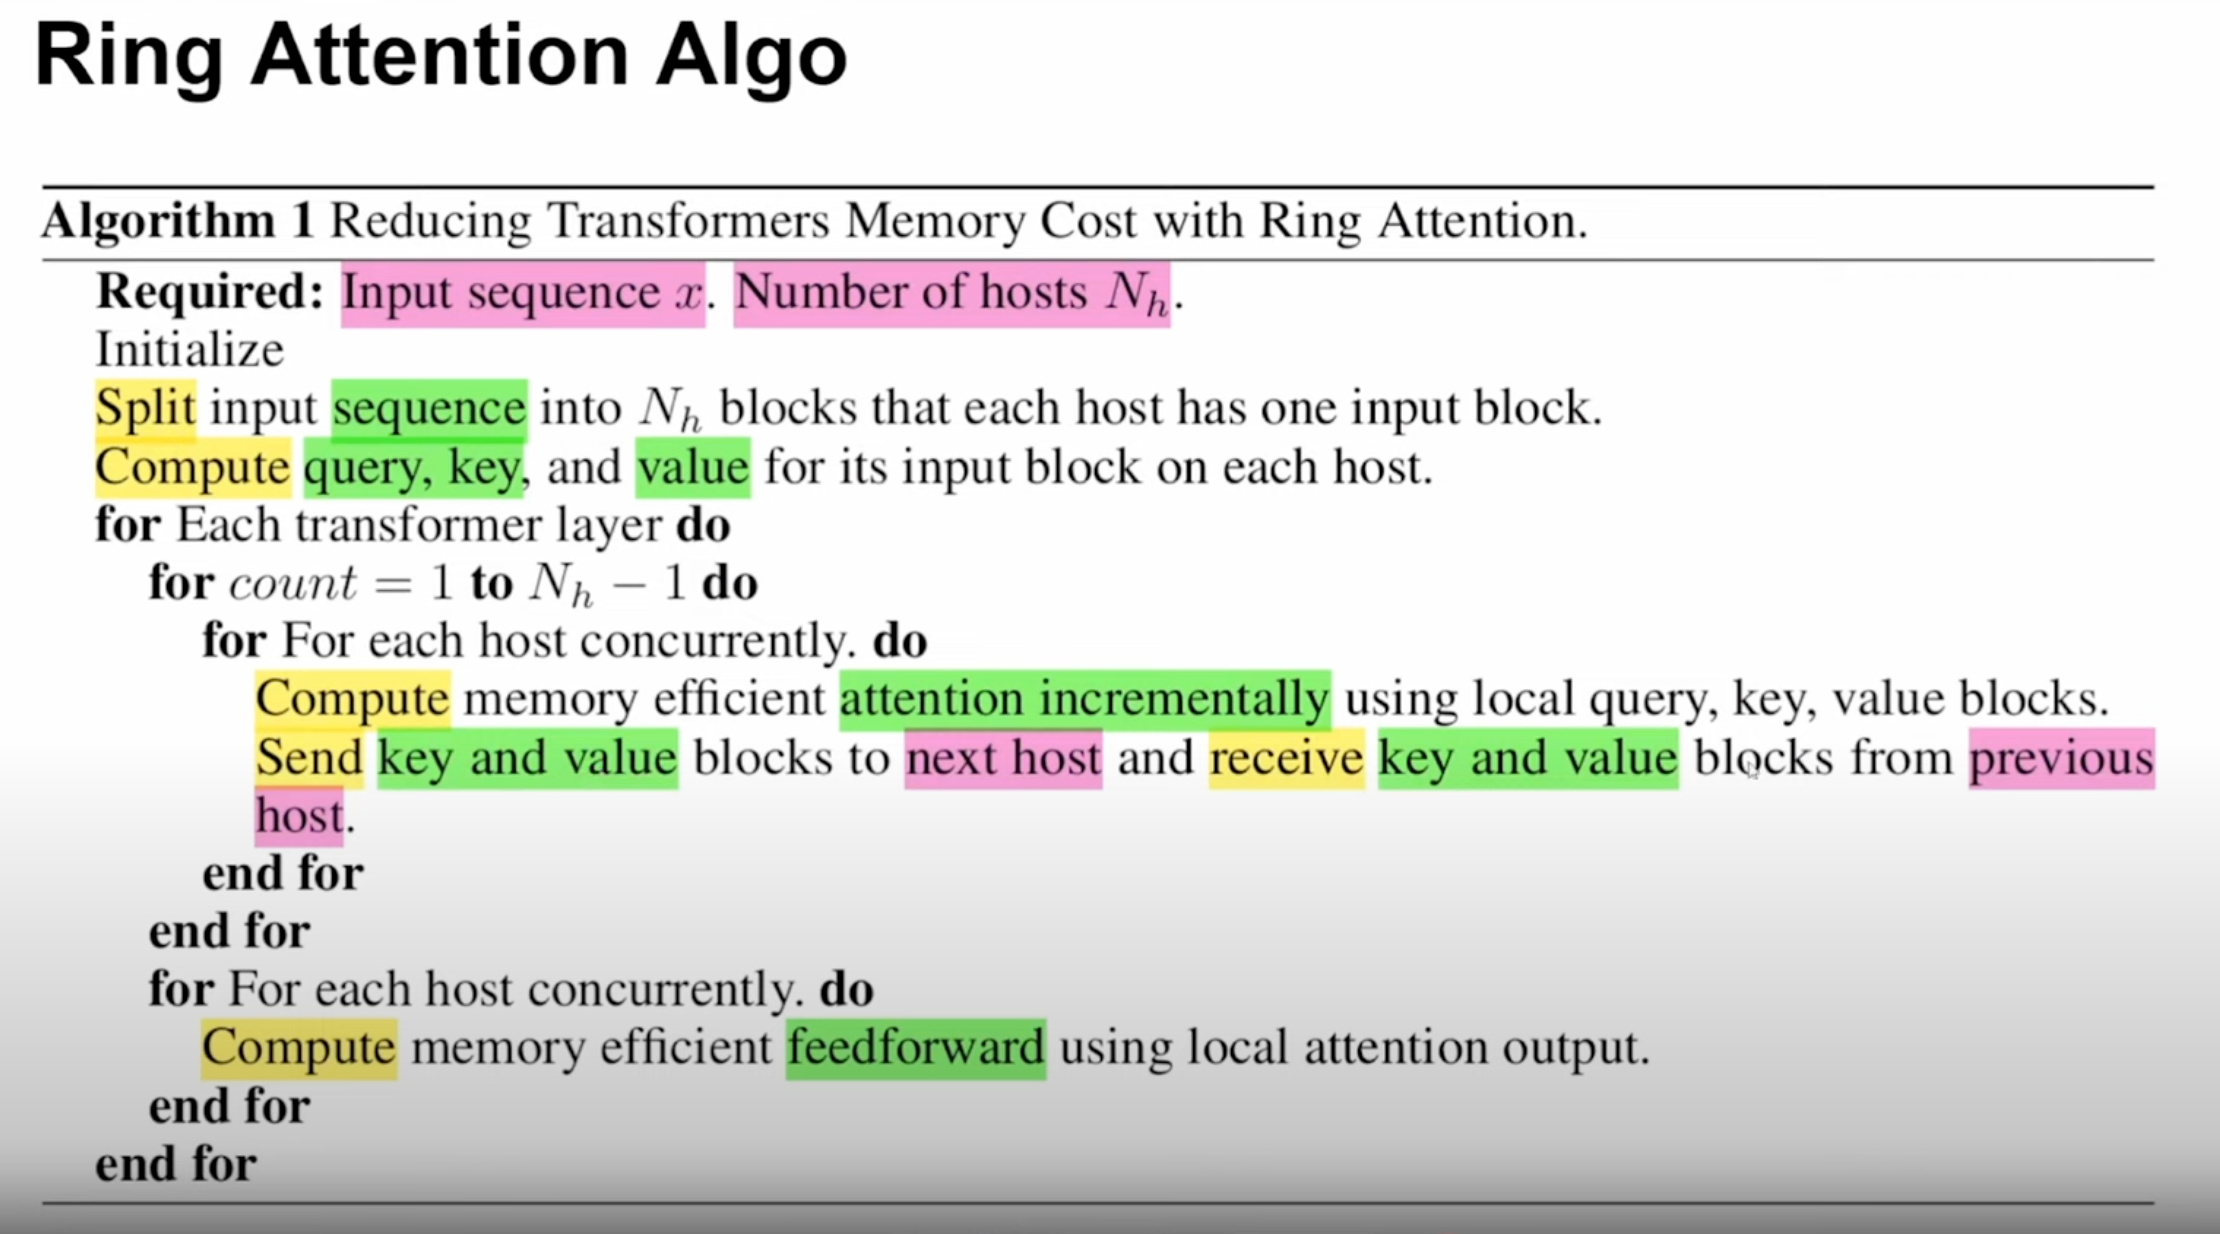 Ring Attention Algo
Algorithm 1 Reducing Transformers Memory Cost with Ring Attention.
Required: Input sequence x. Number of hosts Nₕ.
Initialize
Split input sequence into Nₕ blocks that each host has one input block.
Compute query, key, and value for its input block on each host.
for Each transformer layer do
for count = 1 to Nₕ − 1 do
for For each host concurrently. do
Compute memory efficient attention incrementally using local query, key, value blocks.
Send key and value blocks to next host and receive key and value blocks from previous
host.
end for
end for
for For each host concurrently. do
Compute memory efficient feedforward using local attention output.
end for
end for